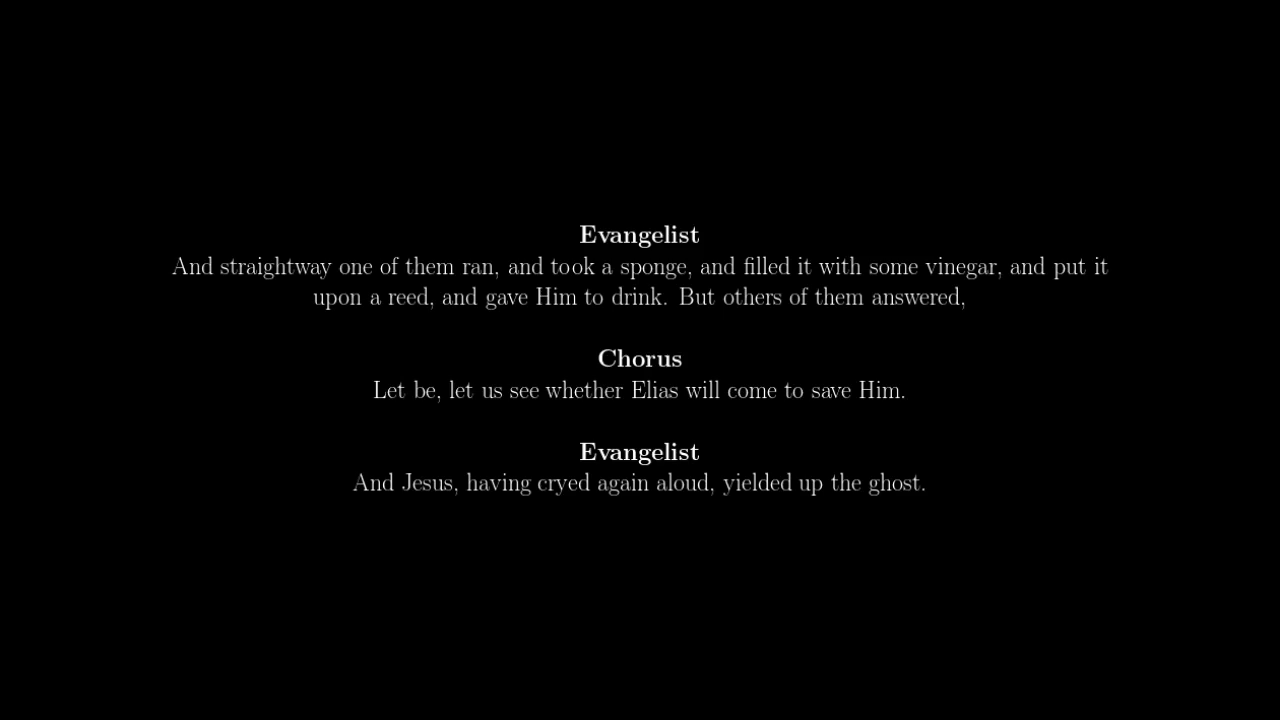 Evangelist
And straightway one of them ran, and took a sponge, and filled it with some vinegar, and put it
upon a reed, and gave Him to drink. But others of them answered,
Chorus
Let be, let us see whether Elias will come to save Him.
Evangelist
And Jesus, having cryed again aloud, yielded up the ghost.